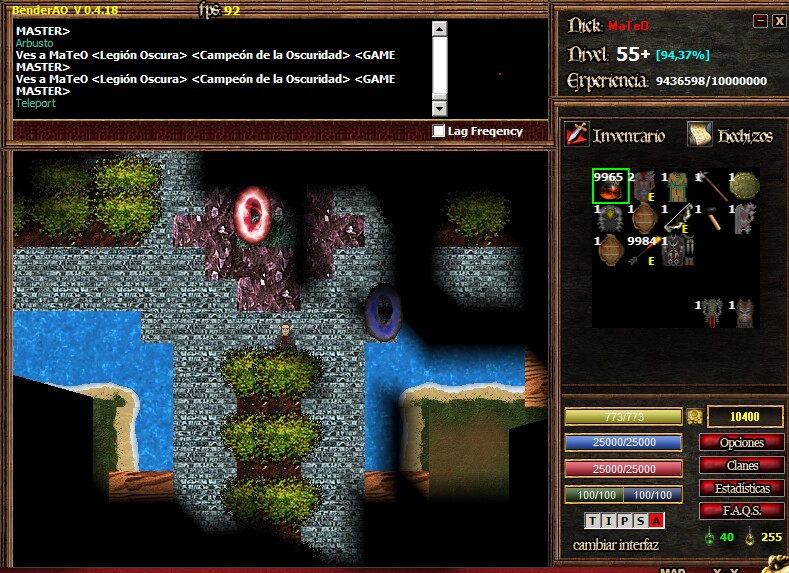 BenderAO V 0.4.18
fps 92
MASTER>
Arbusto
Ves a MaTeO <Legión Oscura> <Campeón de la Oscuridad> <GAME
MASTER>
Ves a MaTeO <Legión Oscura> <Campeón de la Oscuridad> <GAME
MASTER>
Teleport
Lag Freqency
Nick: MaTeO
Nivel: 55+ [94,37%]
Experiencia: 9436598/10000000
Inventario
Hechizos
9965 2 1 1 1
E
1 1 1 1 1
E
1 9984 1
E
1 1
773/773
10400
25000/25000
Opciones
25000/25000
Clanes
100/100 100/100
Estadísticas
F.A.Q.S.
T I P S A
cambiar interfaz
40 255
MAP X Y